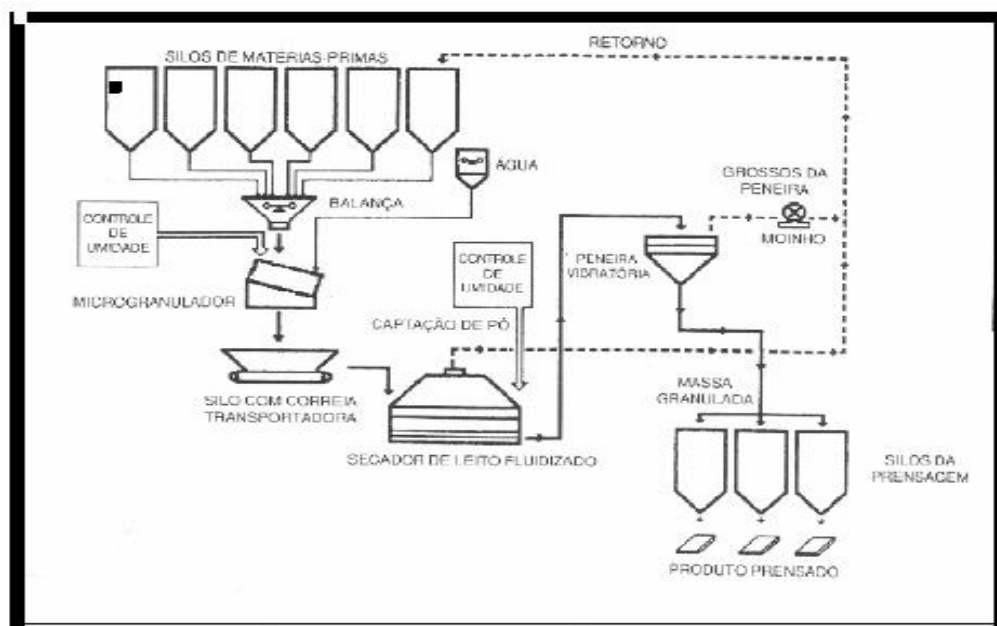 RETORNO
SILOS DE MATÉRIAS-PRIMAS
ÁGUA
GROSSOS DA
PENEIRA
BALANÇA
CONTROLE
DE
UMIDADE
MOINHO
CONTROLE
DE
UMIDADE
PENEIRA
VIBRATÓRIA
MICROGRANULADOR
CAPTAÇÃO DE PÓ
MASSA
GRANULADA
SILO COM CORREIA
TRANSPORTADORA
SECADOR DE LEITO FLUIDIZADO
SILOS DA
PRENSAGEM
PRODUTO PRENSADO